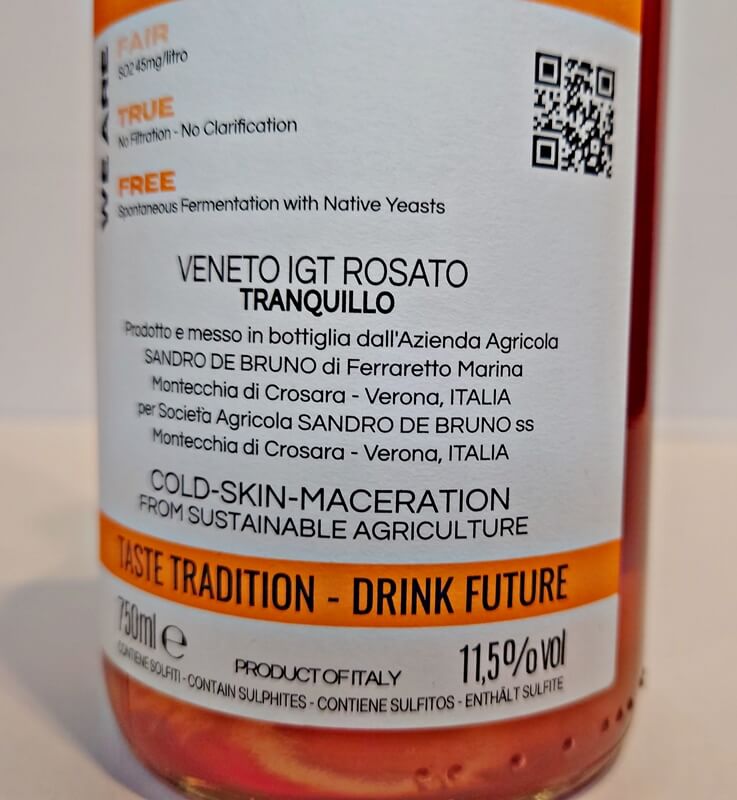 WE ARE
FAIR
SO2 45mg/litro
TRUE
No Filtration - No Clarification
FREE
Spontaneous Fermentation with Native Yeasts
VENETO IGT ROSATO
TRANQUILLO
Prodotto e messo in bottiglia dall'Azienda Agricola
SANDRO DE BRUNO di Ferraretto Marina
Montecchia di Crosara - Verona, ITALIA
per Società Agricola SANDRO DE BRUNO ss
Montecchia di Crosara - Verona, ITALIA
COLD-SKIN-MACERATION
FROM SUSTAINABLE AGRICULTURE
TASTE TRADITION - DRINK FUTURE
750ml e
PRODUCT OF ITALY
11,5%vol
CONTIENE SOLFITI - CONTAIN SULPHITES - CONTIENE SULFITOS - ENTHÄLT SULFITE